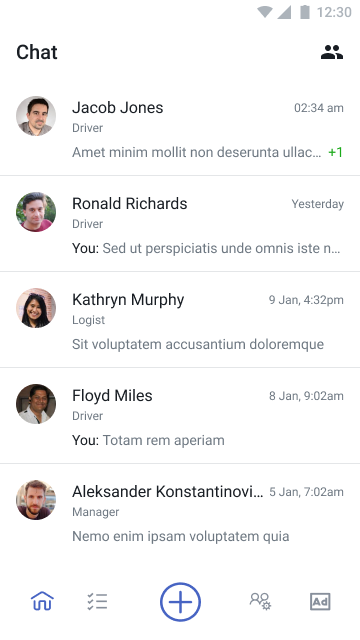 12:30
Chat
Jacob Jones 02:34 am
Driver
Amet minim mollit non deserunta ullac... +1
Ronald Richards Yesterday
Driver
You: Sed ut perspiciatis unde omnis iste n...
Kathryn Murphy 9 Jan, 4:32pm
Logist
Sit voluptatem accusantium doloremque
Floyd Miles 8 Jan, 9:02am
Driver
You: Totam rem aperiam
Aleksander Konstantinovi... 5 Jan, 7:02am
Manager
Nemo enim ipsam voluptatem quia
Ad